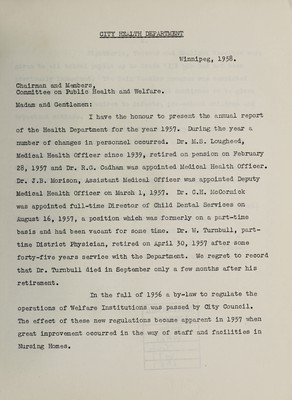 CITY HEALTH DEPARTMENT
Winnipeg, 1958.
Chairman and Members,
Committee on Public Health and Welfare.
Madam and Gentlemen:
I have the honour to present the annual report
of the Health Department for the year 1957. During the year a
number of changes in personnel occurred. Dr. M.S. Lougheed,
Medical Health Officer since 1939, retired on pension on February
28, 1957 and Dr. R.G. Cadham was appointed Medical Health Officer.
Dr. J.B. Morison, Assistant Medical Officer was appointed Deputy
Medical Health Officer on March 1, 1957. Dr. C.H. McCormick
was appointed full-time Director of Child Dental Services on
August 16, 1957, a position which was formerly on a part-time
basis and had been vacant for some time. Dr. W. Turnbull, part-
time District Physician, retired on April 30, 1957 after some
forty-five years service with the Department. We regret to record
that Dr. Turnbull died in September only a few months after his
retirement.
In the fall of 1956 a by-law to regulate the
operations of Welfare Institutions was passed by City Council.
The effect of these new regulations became apparent in 1957 when
great improvement occurred in the way of staff and facilities in
Nursing Homes.